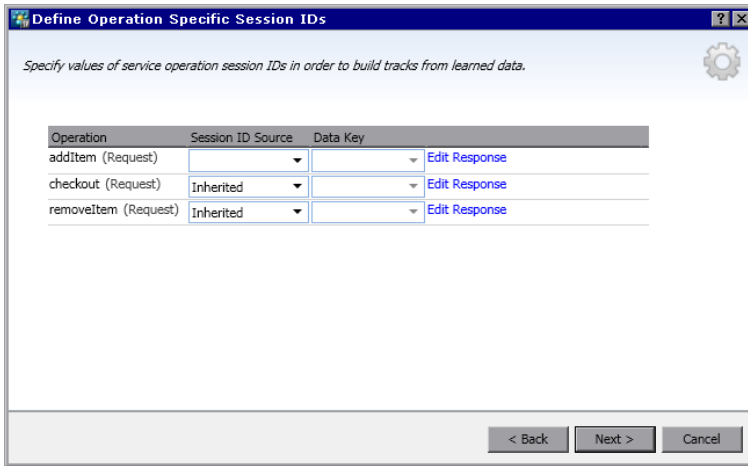 Define Operation Specific Session IDs
Specify values of service operation session IDs in order to build tracks from learned data.
Operation Session ID Source Data Key
addItem (Request) Edit Response
checkout (Request) Inherited Edit Response
removeItem (Request) Inherited Edit Response
< Back Next > Cancel